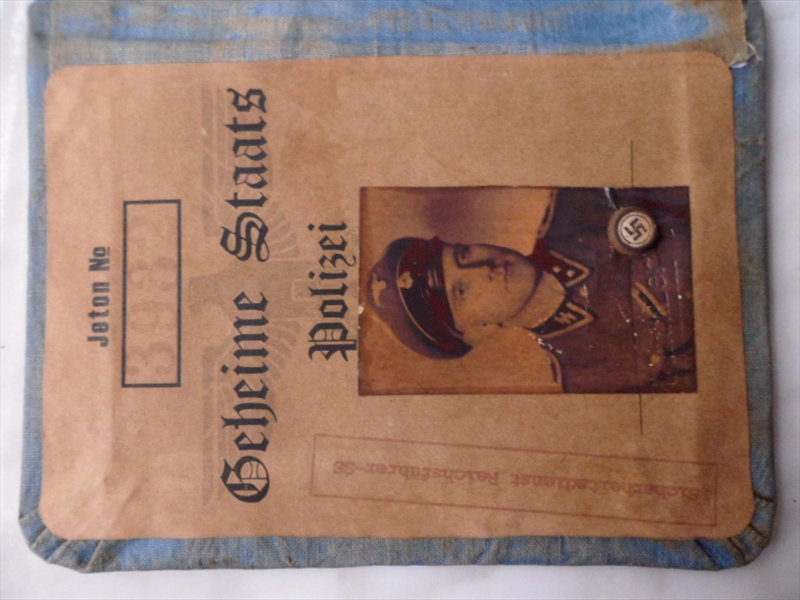 Jeton №
Geheime Staats
Polizei
Sicherheitsdienst Reichsführer-SS